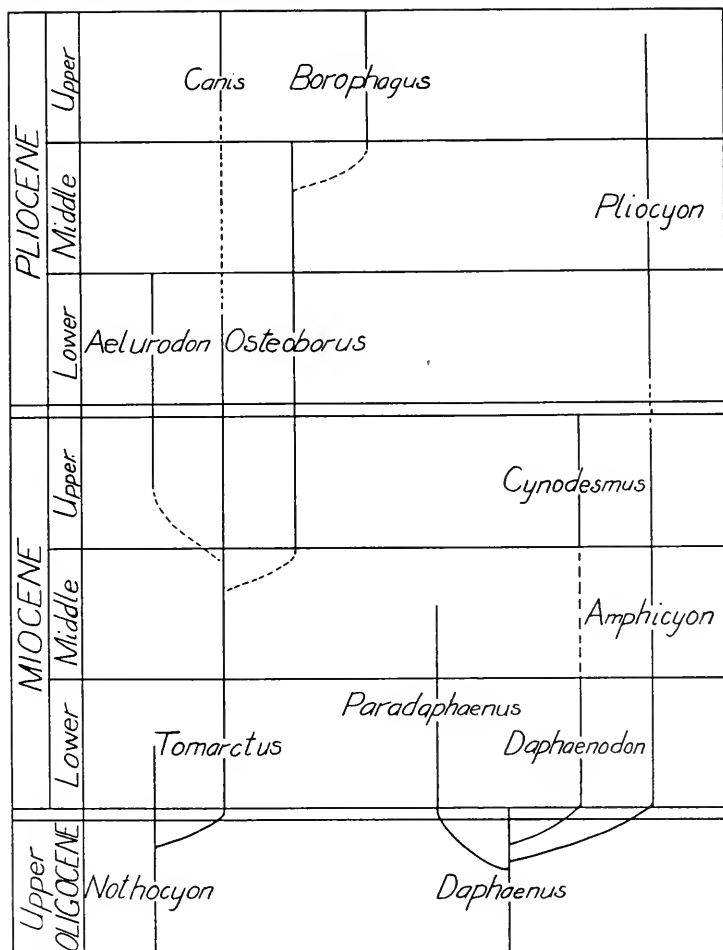 PLIOCENE
Upper
Canis Borophagus
Middle
Pliocyon
Lower
Aelurodon Osteoborus
MIOCENE
Upper.
Cynodesmus
Middle
Amphicyon
Lower
Paradaphaenus
Tomarctus Daphaenodon
Upper
OLIGOCENE
Nothocyon Daphaenus